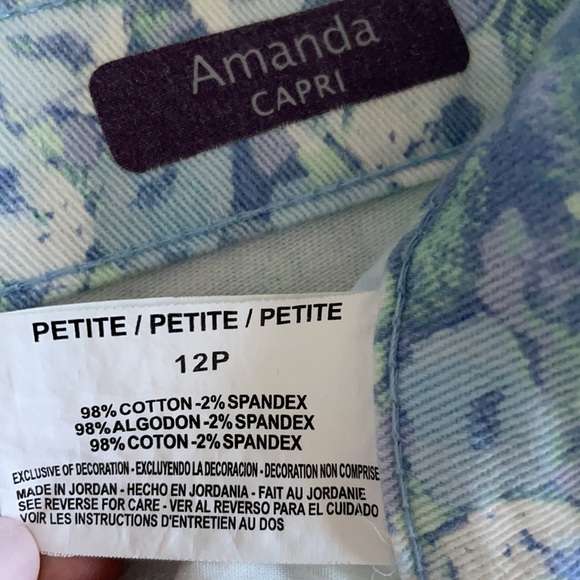 Amanda
CAPRI
PETITE / PETITE / PETITE
12P
98% COTTON -2% SPANDEX
98% ALGODON -2% SPANDEX
98% COTON -2% SPANDEX
EXCLUSIVE OF DECORATION - EXCLUYENDO LA DECORACION - DECORATION NON COMPRISE
MADE IN JORDAN - HECHO EN JORDANIA - FAIT AU JORDANIE
SEE REVERSE FOR CARE - VER AL REVERSO PARA EL CUIDADO
VOIR LES INSTRUCTIONS D'ENTRETIEN AU DOS